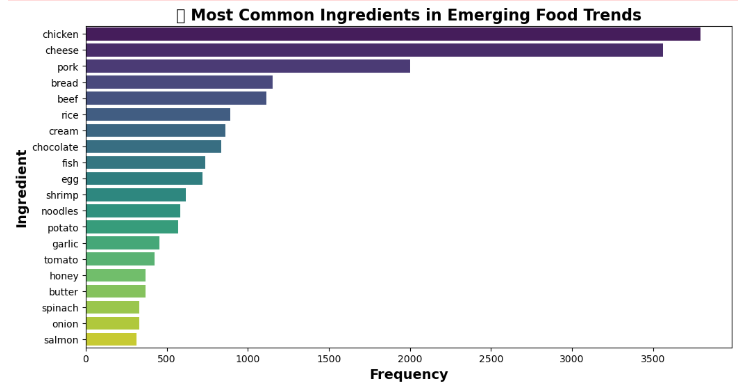 ▯ Most Common Ingredients in Emerging Food Trends
chicken
cheese
pork
bread
beef
rice
cream
chocolate
fish
egg
shrimp
noodles
potato
garlic
tomato
honey
butter
spinach
onion
salmon
Ingredient
0 500 1000 1500 2000 2500 3000 3500
Frequency